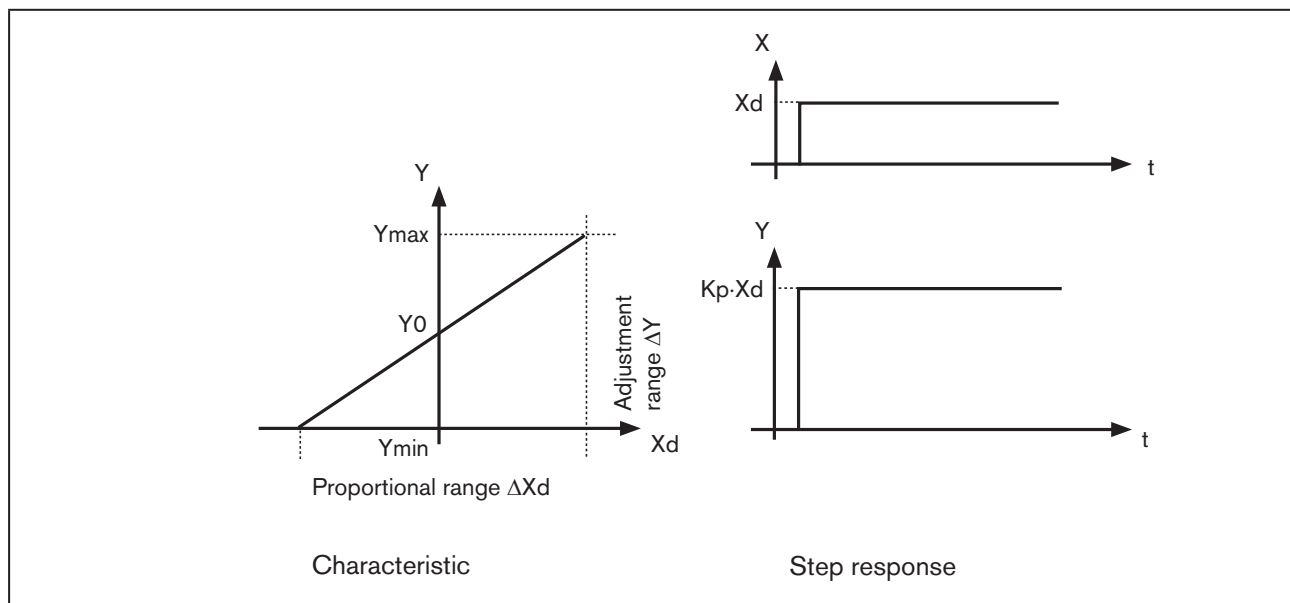 Y
Ymax
Y0
Ymin
Xd
Adjustment
range ΔY
Proportional range ΔXd
Characteristic
X
Xd
t
Y
Kp·Xd
t
Step response